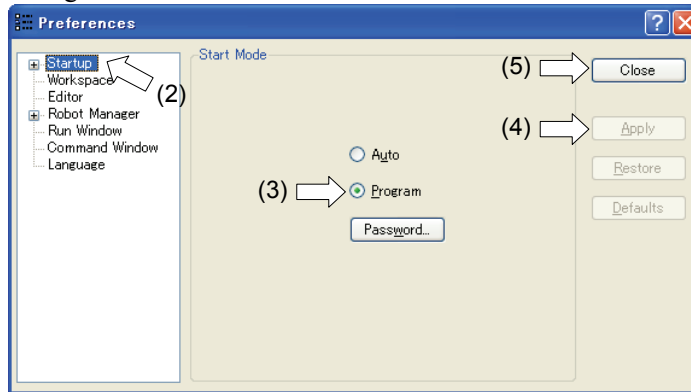 Preferences
Startup
Workspace
Editor
Robot Manager
Run Window
Command Window
Language
(2)
Start Mode
Auto
(3)
Program
Password...
(5)
Close
(4)
Apply
Restore
Defaults